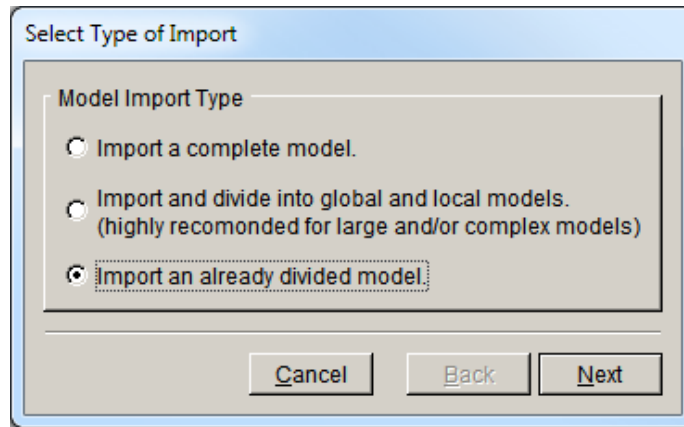 Select Type of Import
Model Import Type
Import a complete model.
Import and divide into global and local models.
(highly recomonded for large and/or complex models)
Import an already divided model.
Cancel
Back
Next